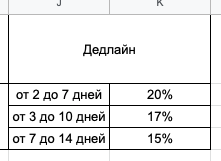 J K
Дедлайн
от 2 до 7 дней 20%
от 3 до 10 дней 17%
от 7 до 14 дней 15%